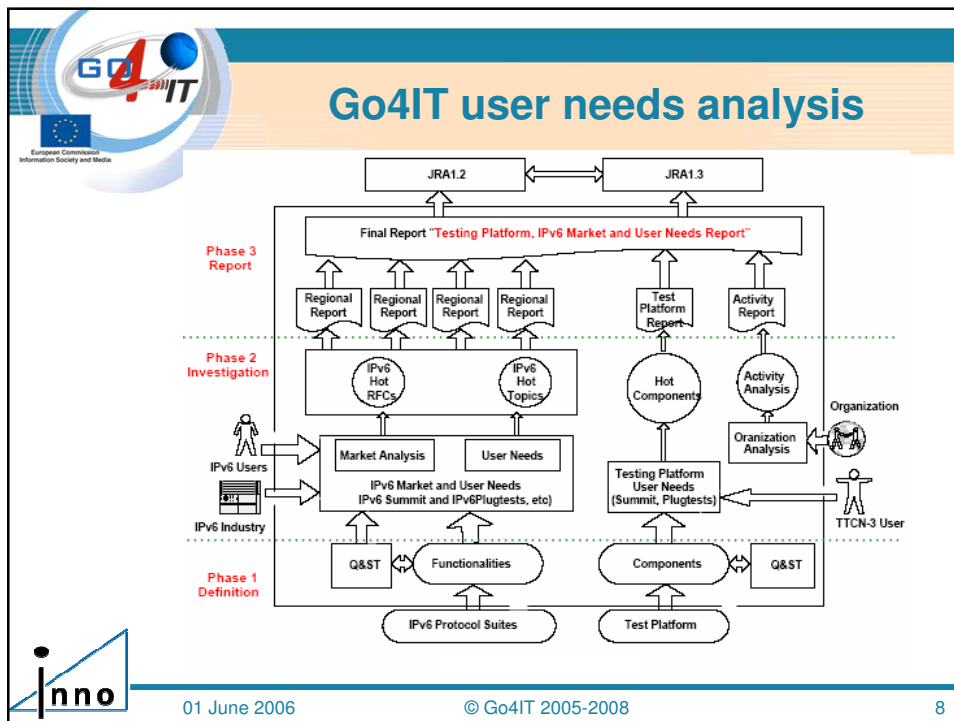 GO
4
IT
European Commission
Information Society and Media
Go4IT user needs analysis
JRA1.2
JRA1.3
Final Report "Testing Platform, IPv6 Market and User Needs Report"
Phase 3
Report
Regional
Report
Regional
Report
Regional
Report
Regional
Report
Test
Platform
Report
Activity
Report
Phase 2
Investigation
IPv6
Hot
RFCs
IPv6
Hot
Topics
Hot
Components
Activity
Analysis
Organization
Oranization
Analysis
IPv6 Users
Market Analysis
User Needs
IPv6 Market and User Needs
IPv6 Summit and IPv6Plugtests, etc)
Testing Platform
User Needs
(Summit, Plugtests)
IPv6 Industry
TTCN-3 User
Phase 1
Definition
Q&ST
Functionalities
Components
Q&ST
IPv6 Protocol Suites
Test Platform
inno
01 June 2006
© Go4IT 2005-2008
8